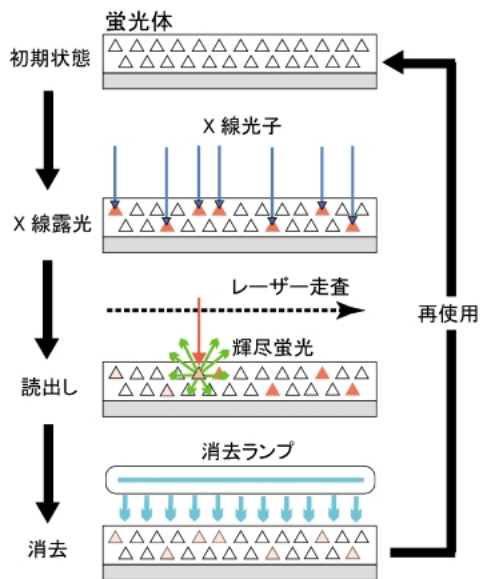 蛍光体
初期状態
X 線光子
X 線露光
レーザー走査
再使用
輝尽蛍光
読出し
消去ランプ
消去